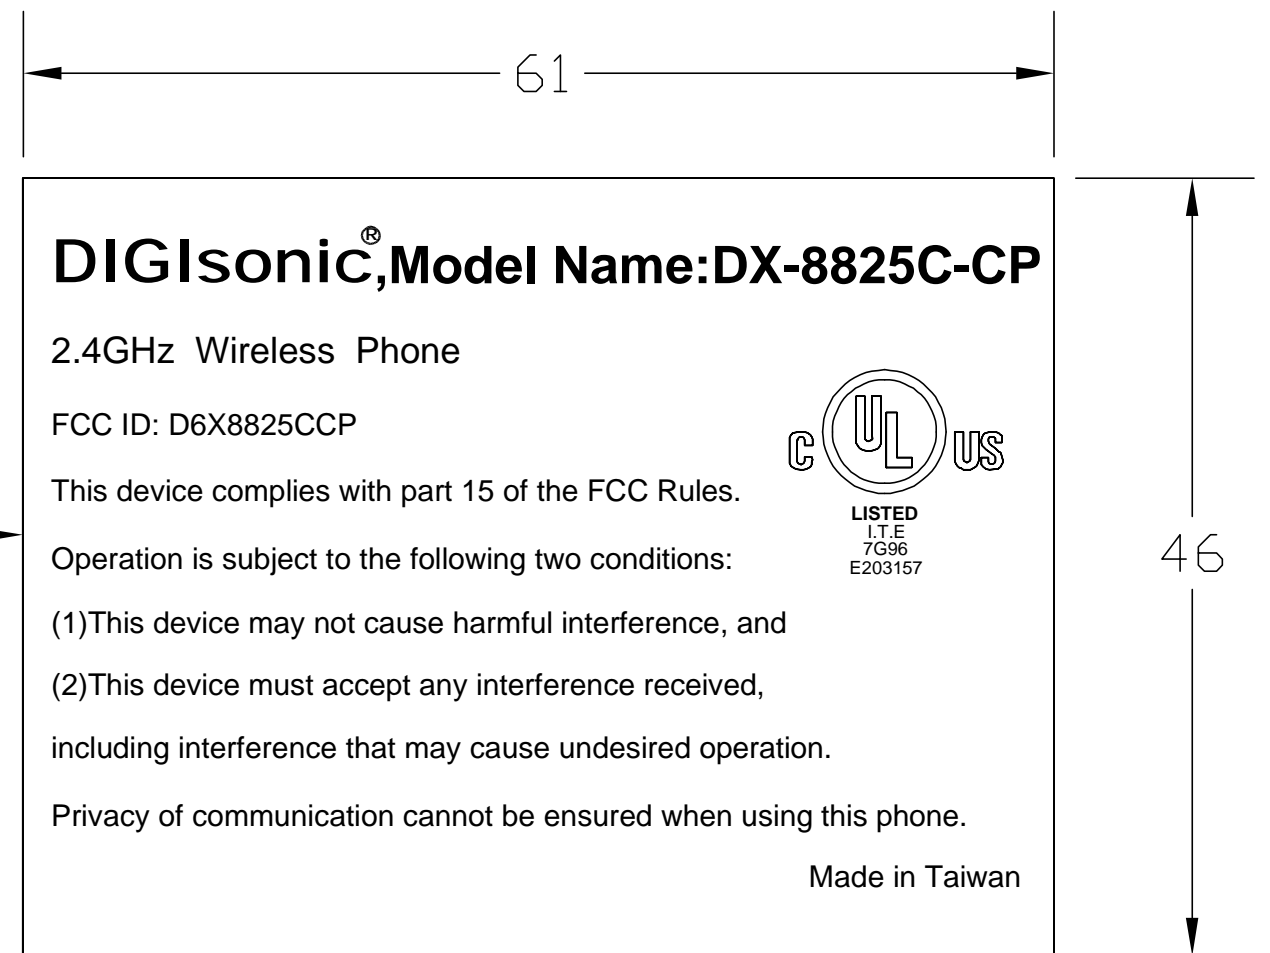 61
DIGIsonic®,Model Name:DX-8825C-CP
2.4GHz Wireless Phone
FCC ID: D6X8825CCP
C UL US
This device complies with part 15 of the FCC Rules.
LISTED
I.T.E
7G96
E203157
46
Operation is subject to the following two conditions:
(1)This device may not cause harmful interference, and
(2)This device must accept any interference received,
including interference that may cause undesired operation.
Privacy of communication cannot be ensured when using this phone.
Made in Taiwan